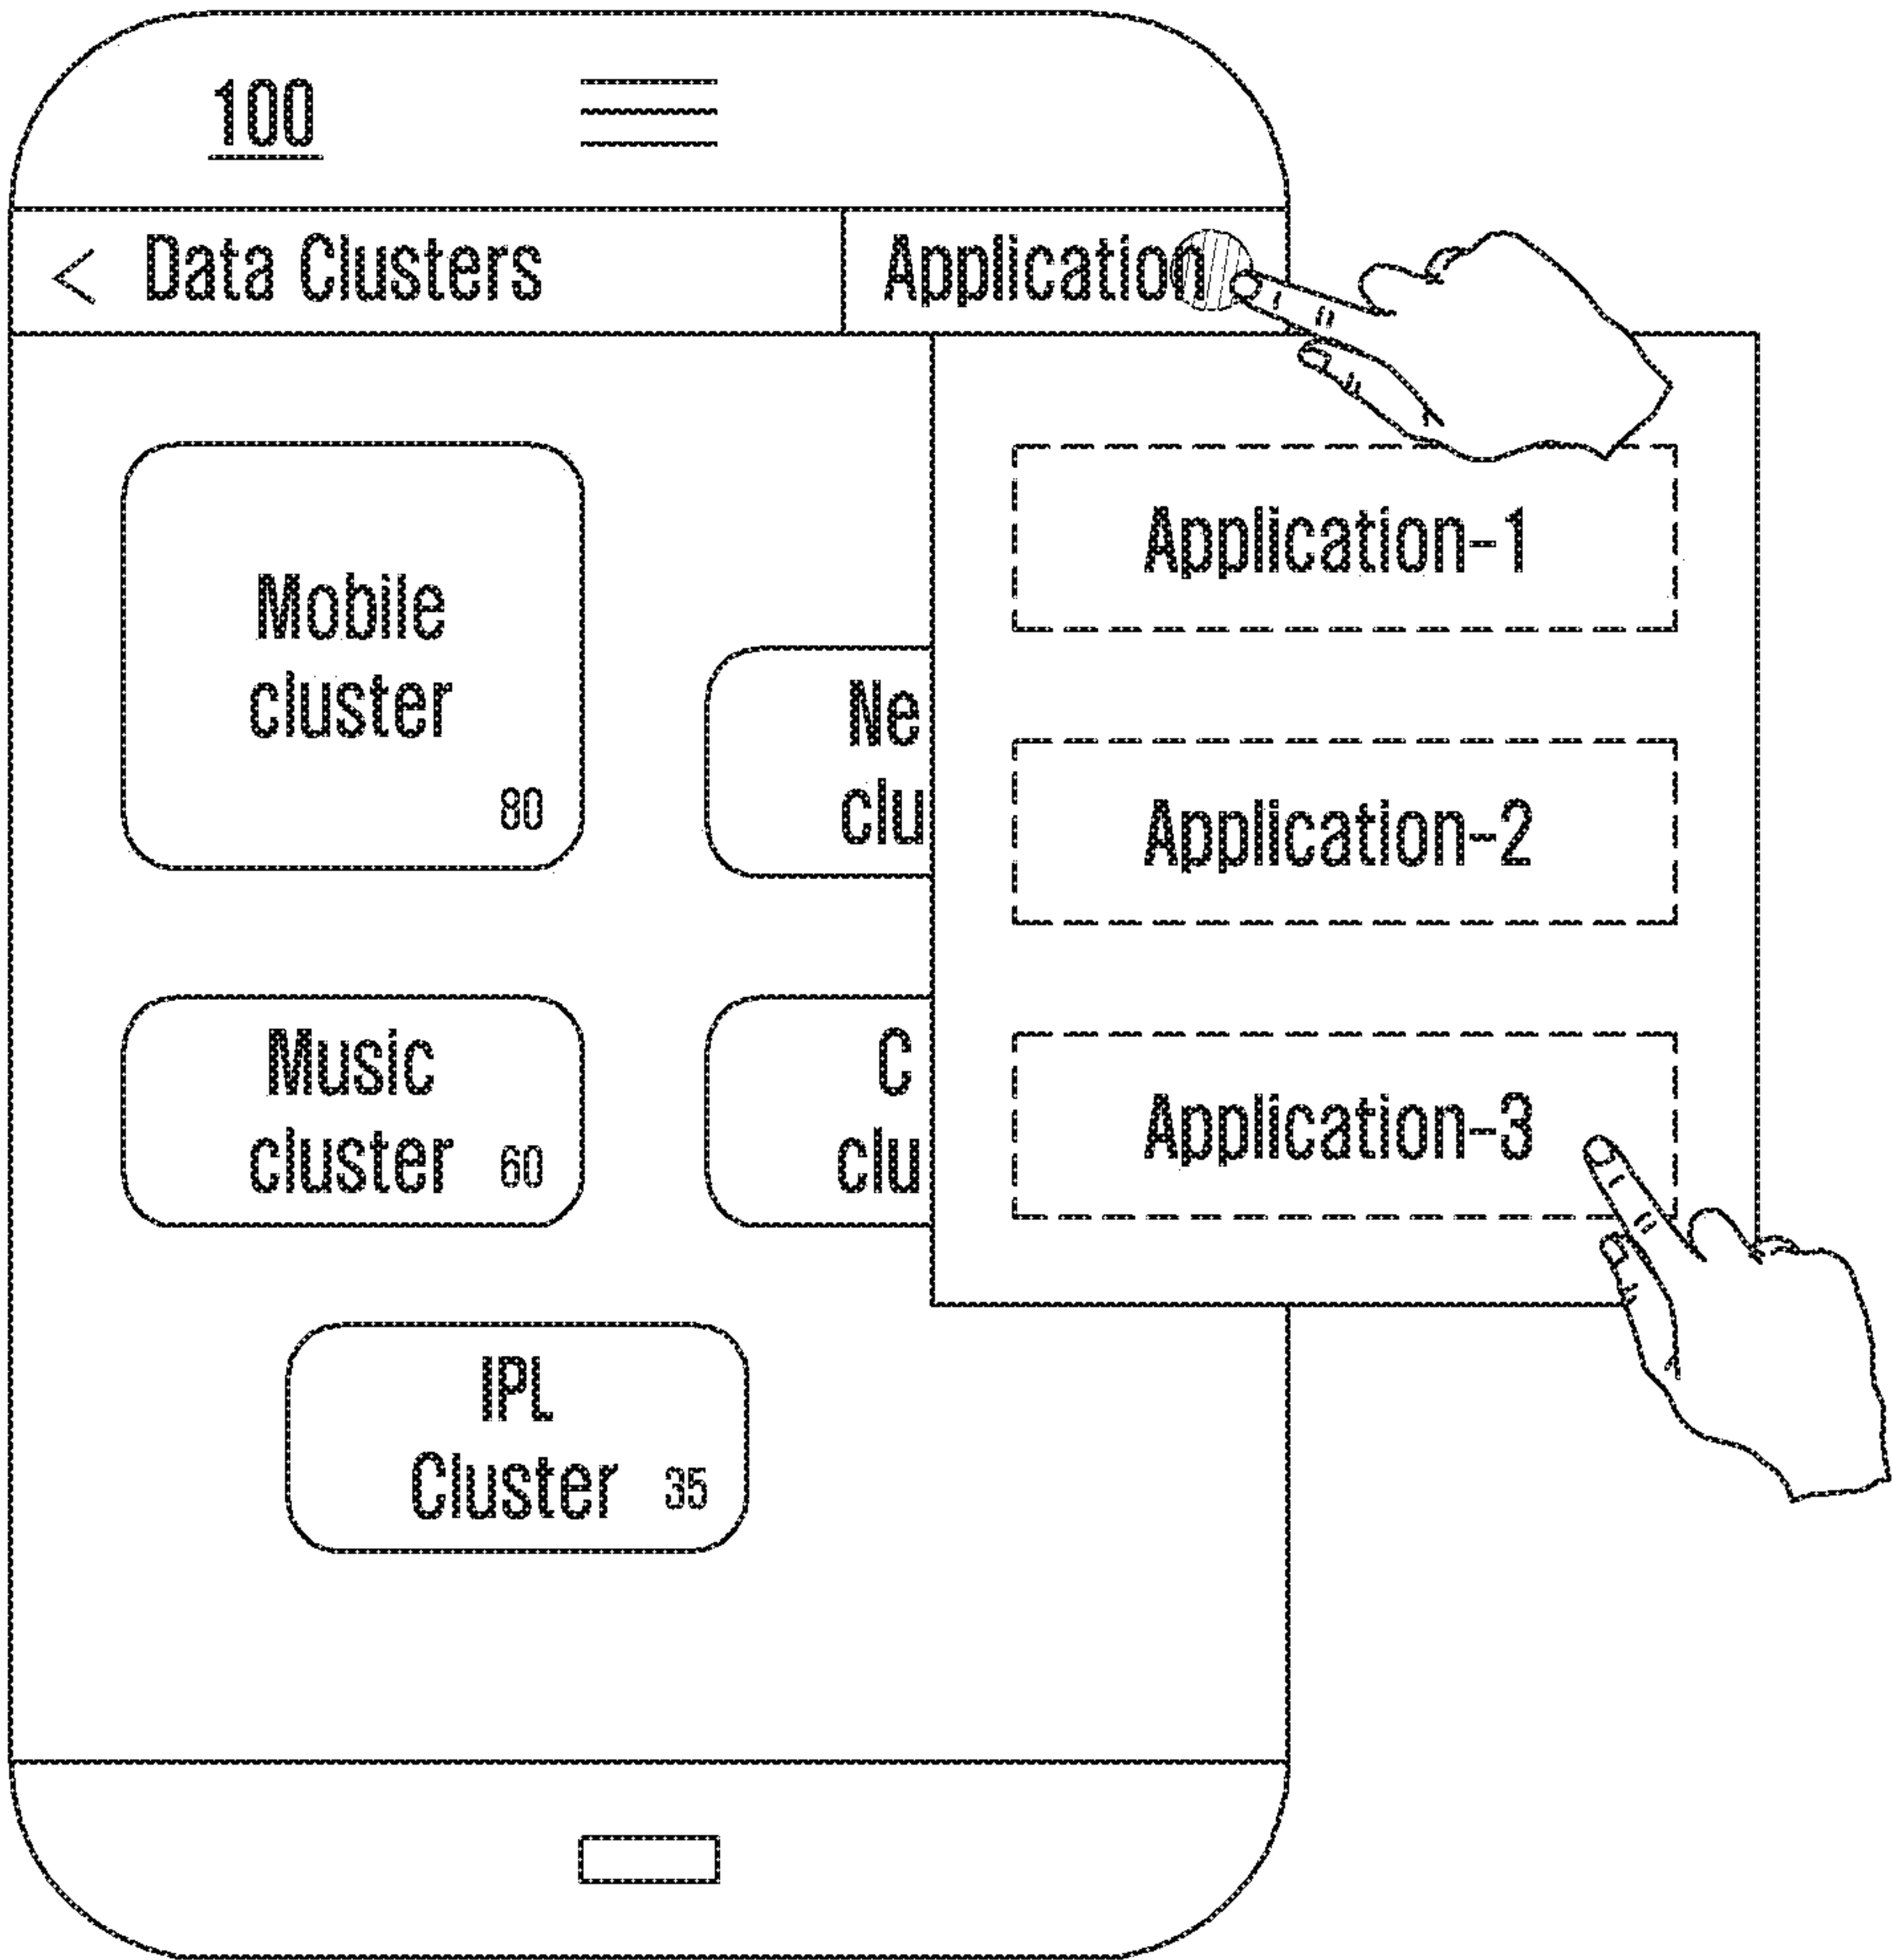 100
< Data Clusters
Application
Mobile
cluster
80
Ne
clu
Music
cluster 60
C
clu
IPL
Cluster 35
Application-1
Application-2
Application-3